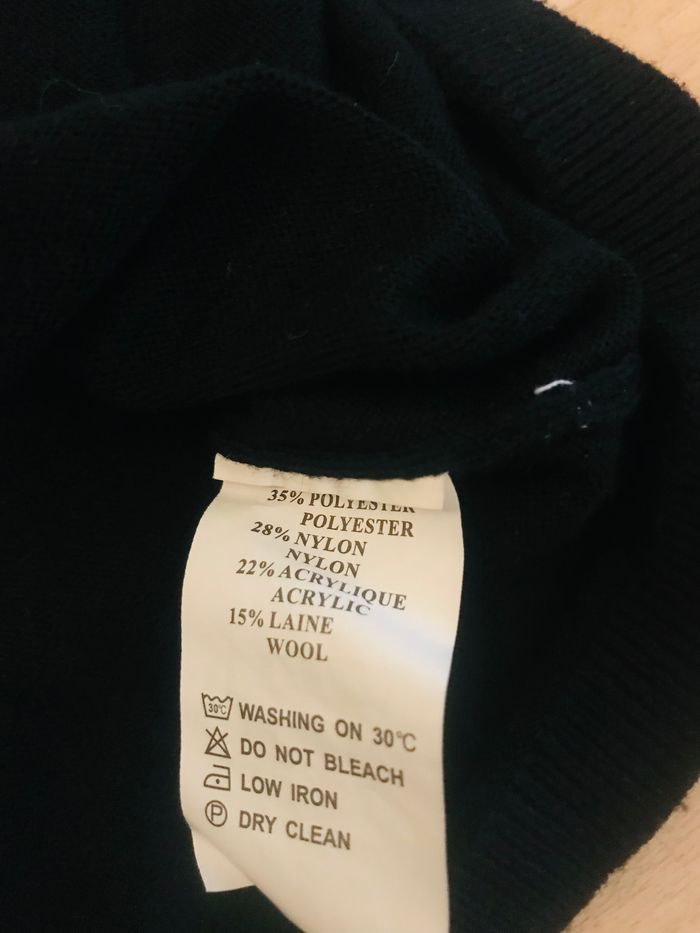 35% POLYESTER
POLYESTER
28% NYLON
NYLON
22% ACRYLIQUE
ACRYLIC
15% LAINE
WOOL
30°C WASHING ON 30°C
DO NOT BLEACH
LOW IRON
P DRY CLEAN